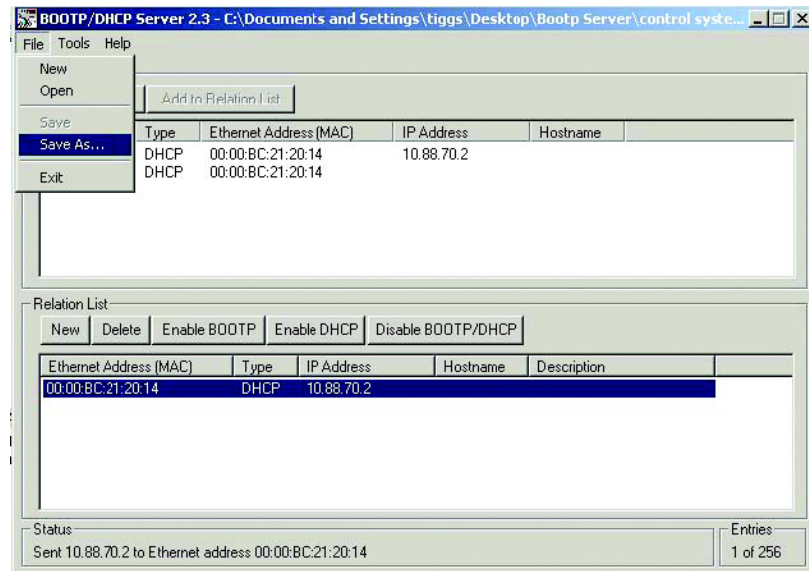 BOOTP/DHCP Server 2.3 - C:\Documents and Settings\tiggs\Desktop\Bootp Server\control syste...
File Tools Help
New
Open
Save
Save As...
Exit
Add to Relation List
Type Ethernet Address (MAC) IP Address Hostname
DHCP 00:00:BC:21:20:14 10.88.70.2
DHCP 00:00:BC:21:20:14
Relation List
New Delete Enable BOOTP Enable DHCP Disable BOOTP/DHCP
Ethernet Address (MAC) Type IP Address Hostname Description
00:00:BC:21:20:14 DHCP 10.88.70.2
Status
Sent 10.88.70.2 to Ethernet address 00:00:BC:21:20:14
Entries
1 of 256